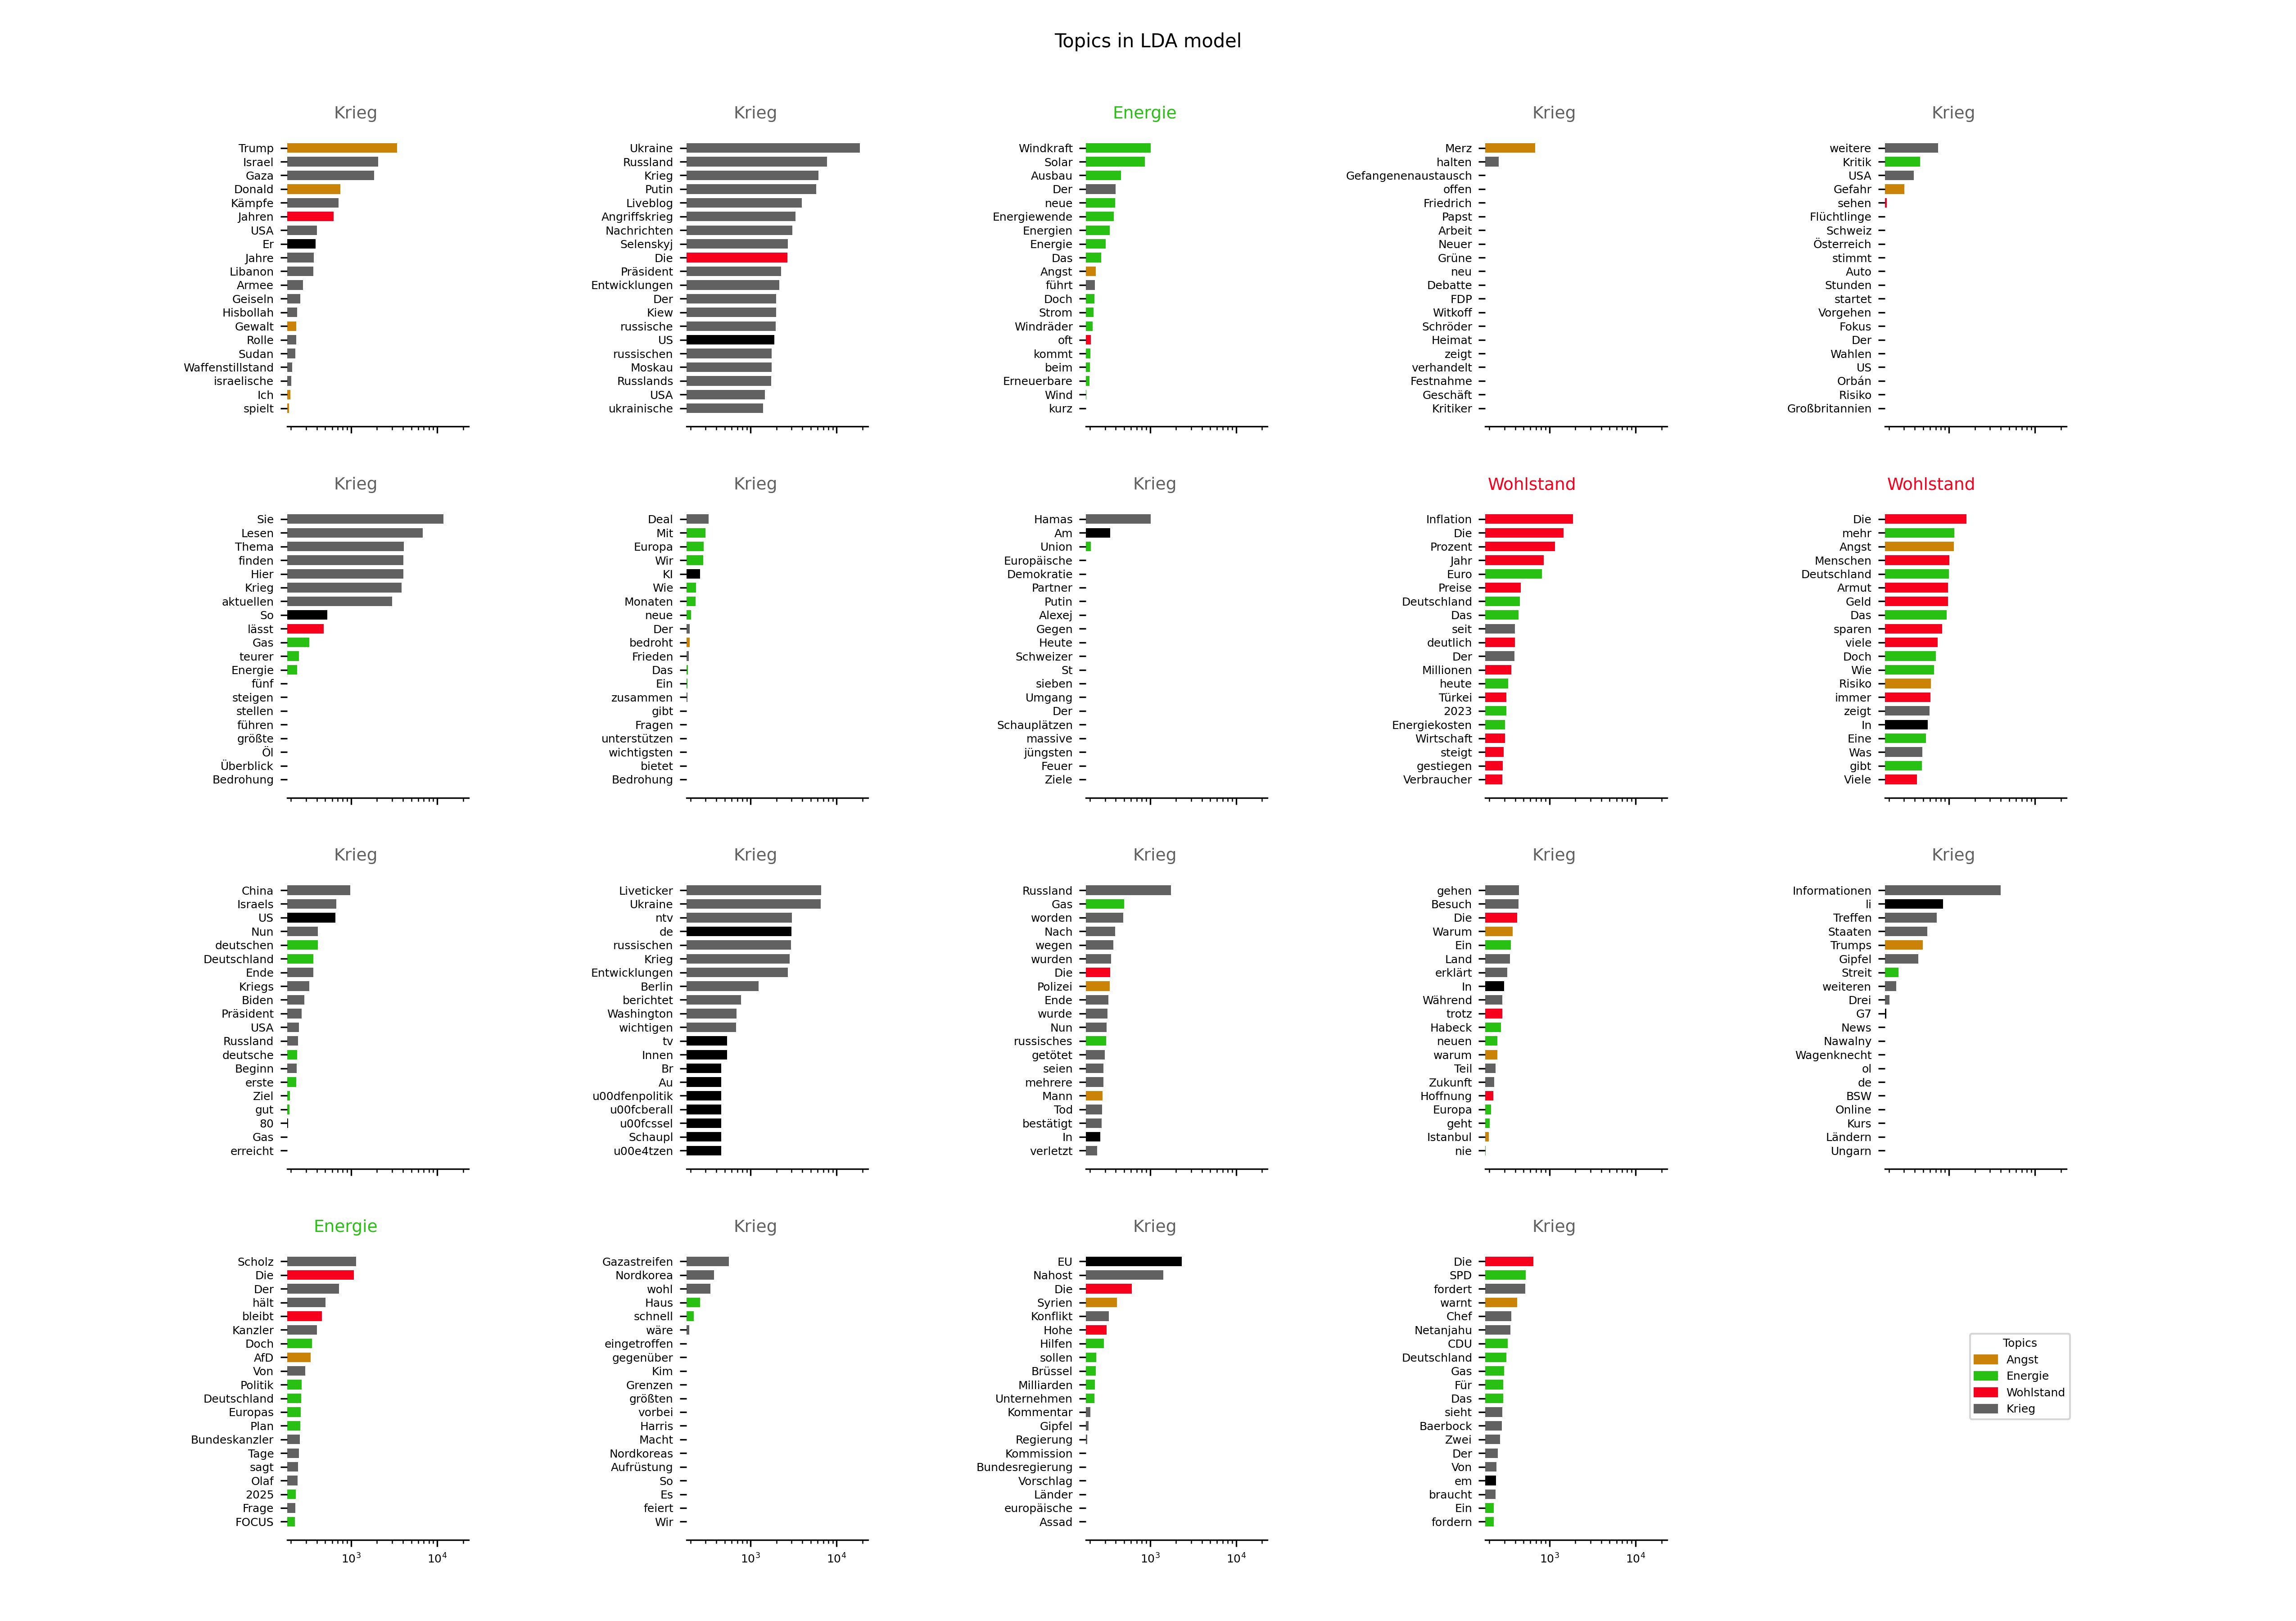 Topics in LDA model
Krieg
Trump
Israel
Gaza
Donald
Kämpfe
Jahren
USA
Er
Jahre
Libanon
Armee
Geiseln
Hisbollah
Gewalt
Rolle
Sudan
Waffenstillstand
israelische
Ich
spielt
Krieg
Ukraine
Russland
Krieg
Putin
Liveblog
Angriffskrieg
Nachrichten
Selenskyj
Die
Präsident
Entwicklungen
Der
Kiew
russische
US
russischen
Moskau
Russlands
USA
ukrainische
Energie
Windkraft
Solar
Ausbau
Der
neue
Energiewende
Energien
Energie
Das
Angst
führt
Doch
Strom
Windräder
oft
kommt
beim
Erneuerbare
Wind
kurz
Krieg
Merz
halten
Gefangenenaustausch
offen
Friedrich
Papst
Arbeit
Neuer
Grüne
neu
Debatte
FDP
Witkoff
Schröder
Heimat
zeigt
verhandelt
Festnahme
Geschäft
Kritiker
Krieg
weitere
Kritik
USA
Gefahr
sehen
Flüchtlinge
Schweiz
Österreich
stimmt
Auto
Stunden
startet
Vorgehen
Fokus
Der
Wahlen
US
Orbán
Risiko
Großbritannien
Krieg
Sie
Lesen
Thema
finden
Hier
Krieg
aktuellen
So
lässt
Gas
teurer
Energie
fünf
steigen
stellen
führen
größte
Öl
Überblick
Bedrohung
Krieg
Deal
Mit
Europa
Wir
KI
Wie
Monaten
neue
Der
bedroht
Frieden
Das
Ein
zusammen
gibt
Fragen
unterstützen
wichtigsten
bietet
Bedrohung
Krieg
Hamas
Am
Union
Europäische
Demokratie
Partner
Putin
Alexej
Gegen
Heute
Schweizer
St
sieben
Umgang
Der
Schauplätzen
massive
jüngsten
Feuer
Ziele
Wohlstand
Inflation
Die
Prozent
Jahr
Euro
Preise
Deutschland
Das
seit
deutlich
Der
Millionen
heute
Türkei
2023
Energiekosten
Wirtschaft
steigt
gestiegen
Verbraucher
Wohlstand
Die
mehr
Angst
Menschen
Deutschland
Armut
Geld
Das
sparen
viele
Doch
Wie
Risiko
immer
zeigt
In
Eine
Was
gibt
Viele
Krieg
China
Israels
US
Nun
deutschen
Deutschland
Ende
Kriegs
Biden
Präsident
USA
Russland
deutsche
Beginn
erste
Ziel
gut
80
Gas
erreicht
Krieg
Liveticker
Ukraine
ntv
de
russischen
Krieg
Entwicklungen
Berlin
berichtet
Washington
wichtigen
tv
Innen
Br
Au
u00dfenpolitik
u00fcberall
u00fcssel
Schaupl
u00e4tzen
Krieg
Russland
Gas
worden
Nach
wegen
wurden
Die
Polizei
Ende
wurde
Nun
russisches
getötet
seien
mehrere
Mann
Tod
bestätigt
In
verletzt
Krieg
gehen
Besuch
Die
Warum
Ein
Land
erklärt
In
Während
trotz
Habeck
neuen
warum
Teil
Zukunft
Hoffnung
Europa
geht
Istanbul
nie
Krieg
Informationen
li
Treffen
Staaten
Trumps
Gipfel
Streit
weiteren
Drei
G7
News
Nawalny
Wagenknecht
ol
de
BSW
Online
Kurs
Ländern
Ungarn
Energie
Scholz
Die
Der
hält
bleibt
Kanzler
Doch
AfD
Von
Politik
Deutschland
Europas
Plan
Bundeskanzler
Tage
sagt
Olaf
2025
Frage
FOCUS
10³ 10⁴
Krieg
Gazastreifen
Nordkorea
wohl
Haus
schnell
wäre
eingetroffen
gegenüber
Kim
Grenzen
größten
vorbei
Harris
Macht
Nordkoreas
Aufrüstung
So
Es
feiert
Wir
10³ 10⁴
Krieg
EU
Nahost
Die
Syrien
Konflikt
Hohe
Hilfen
sollen
Brüssel
Milliarden
Unternehmen
Kommentar
Gipfel
Regierung
Kommission
Bundesregierung
Vorschlag
Länder
europäische
Assad
10³ 10⁴
Krieg
Die
SPD
fordert
warnt
Chef
Netanjahu
CDU
Deutschland
Gas
Für
Das
sieht
Baerbock
Zwei
Der
Von
em
braucht
Ein
fordern
10³ 10⁴
Topics
Angst
Energie
Wohlstand
Krieg